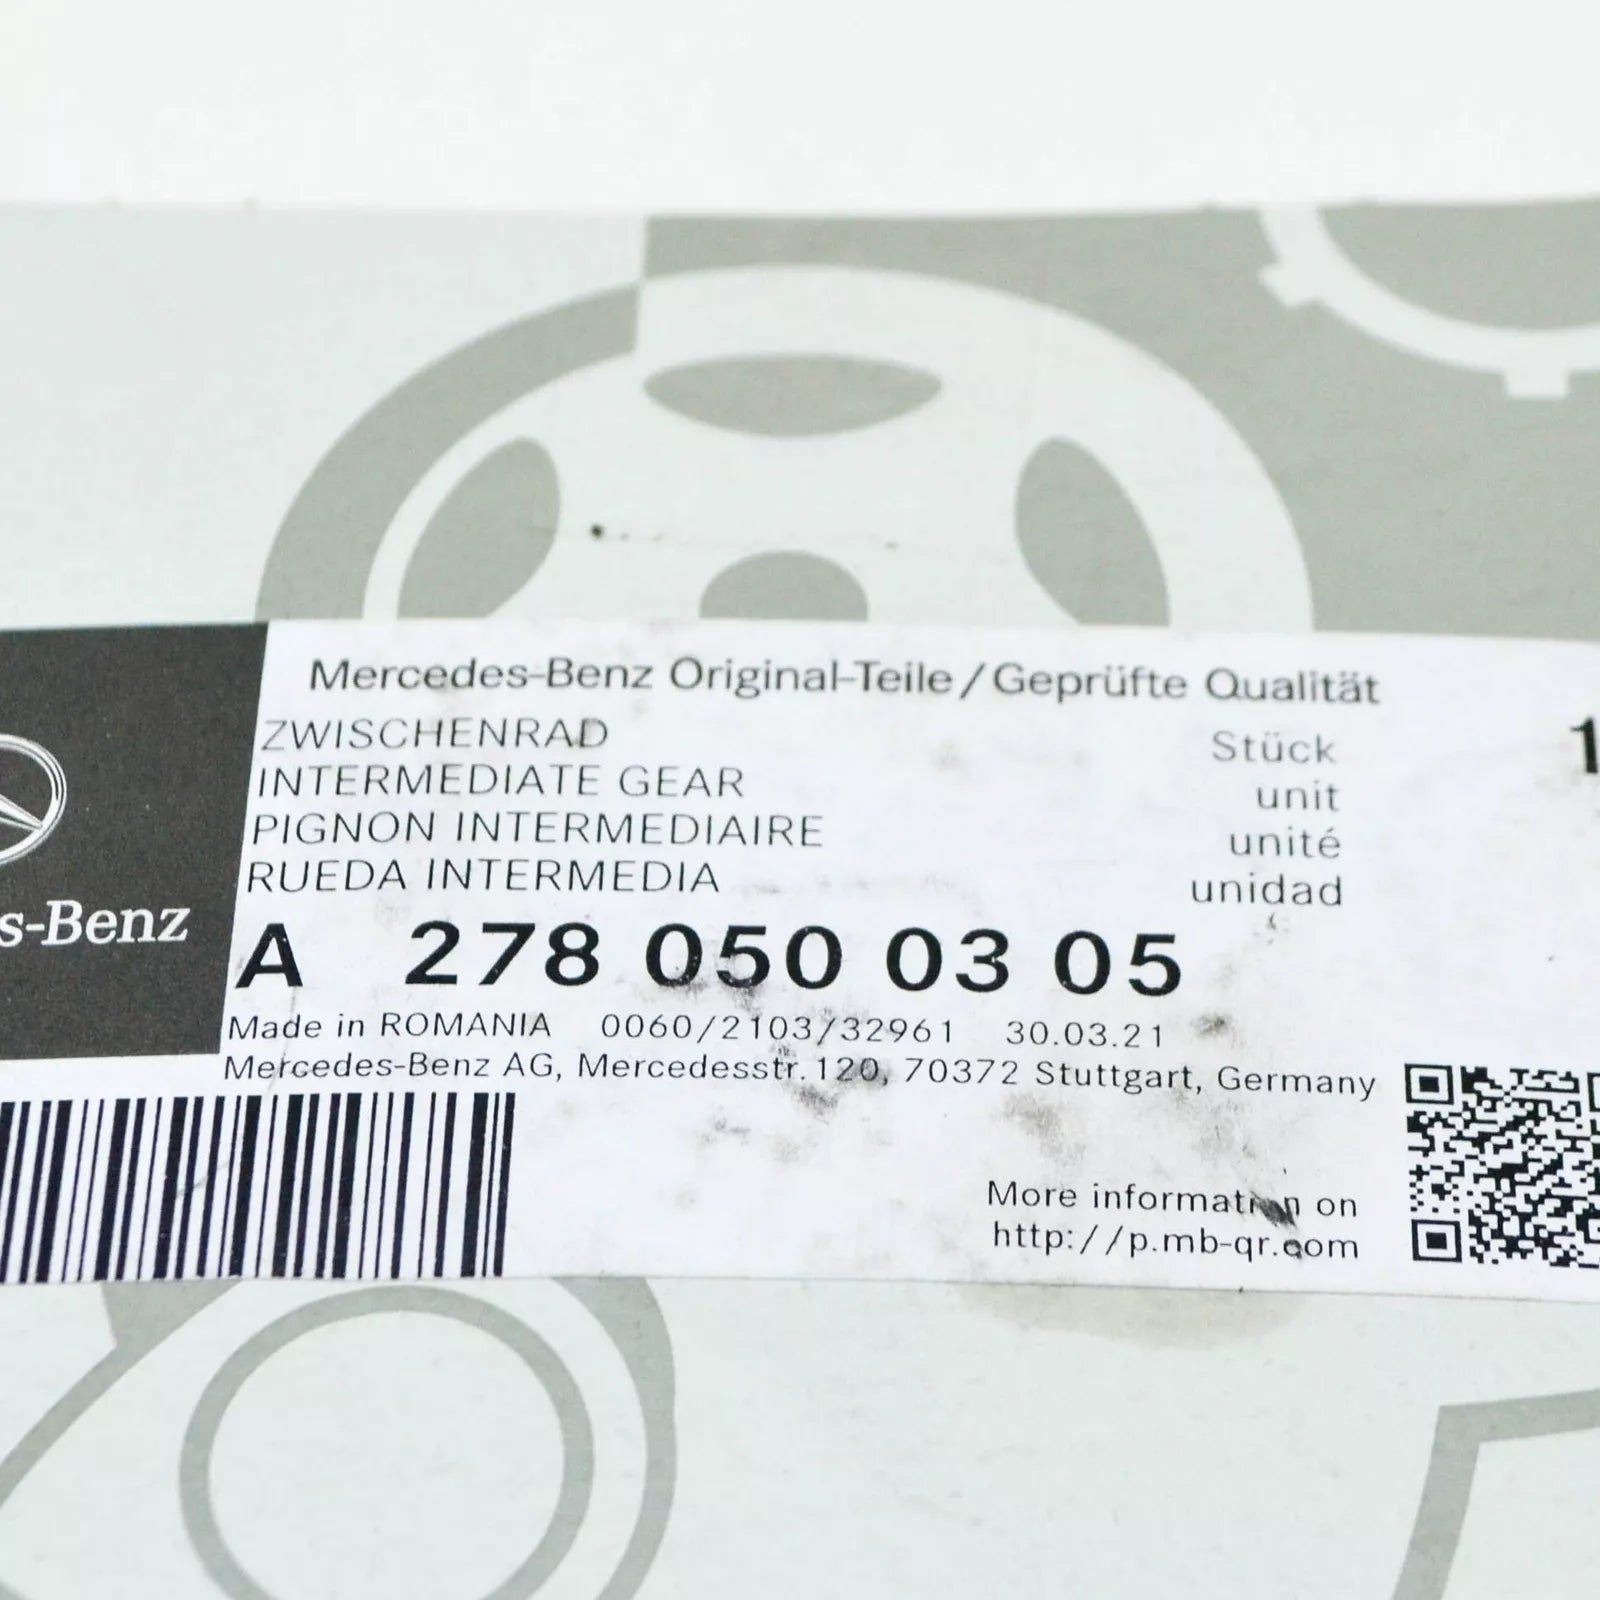 Mercedes-Benz Original-Teile/Geprüfte Qualität
ZWISCHENRAD Stück 1
INTERMEDIATE GEAR unit
PIGNON INTERMEDIAIRE unité
RUEDA INTERMEDIA unidad
s-Benz
A 278 050 03 05
Made in ROMANIA 0060/2103/32961 30.03.21
Mercedes-Benz AG, Mercedesstr. 120, 70372 Stuttgart, Germany
More information on
http://p.mb-qr.com